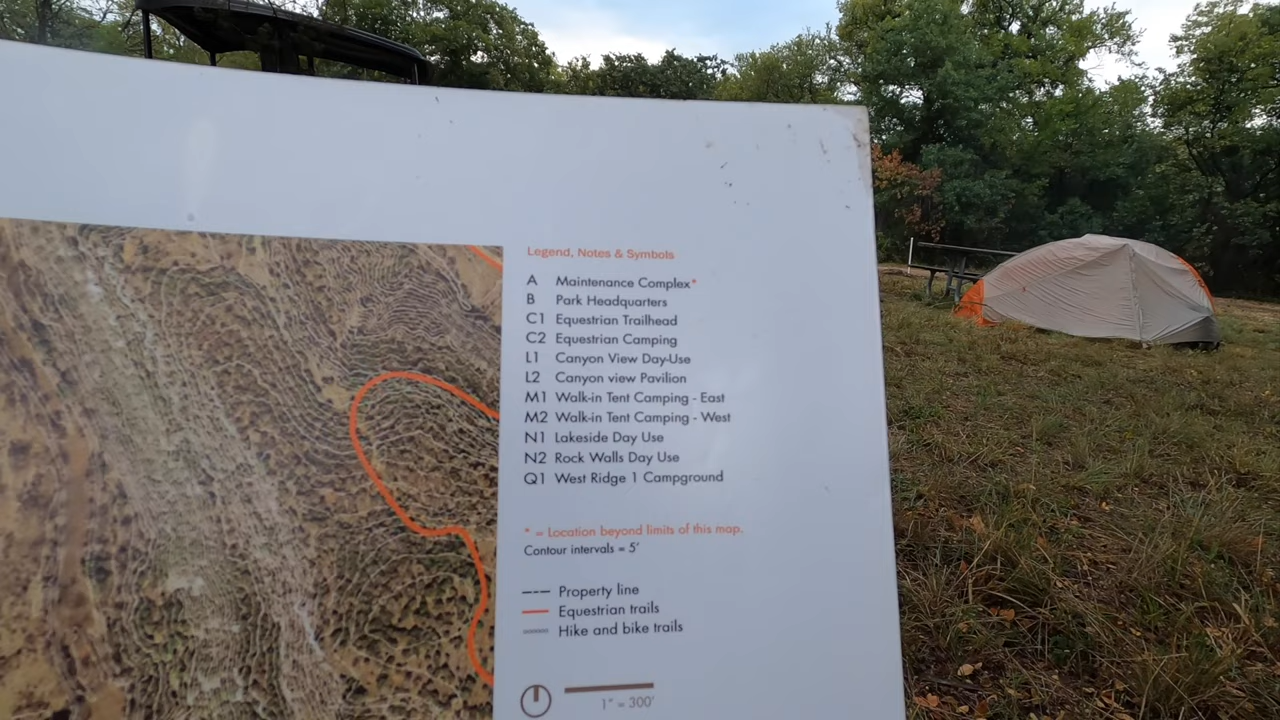 Legend, Notes & Symbols
A Maintenance Complex*
B Park Headquarters
C1 Equestrian Trailhead
C2 Equestrian Camping
L1 Canyon View Day-Use
L2 Canyon view Pavilion
M1 Walk-in Tent Camping - East
M2 Walk-in Tent Camping - West
N1 Lakeside Day Use
N2 Rock Walls Day Use
Q1 West Ridge 1 Campground
* = Location beyond limits of this map.
Contour intervals = 5'
Property line
Equestrian trails
Hike and bike trails
1" = 300'